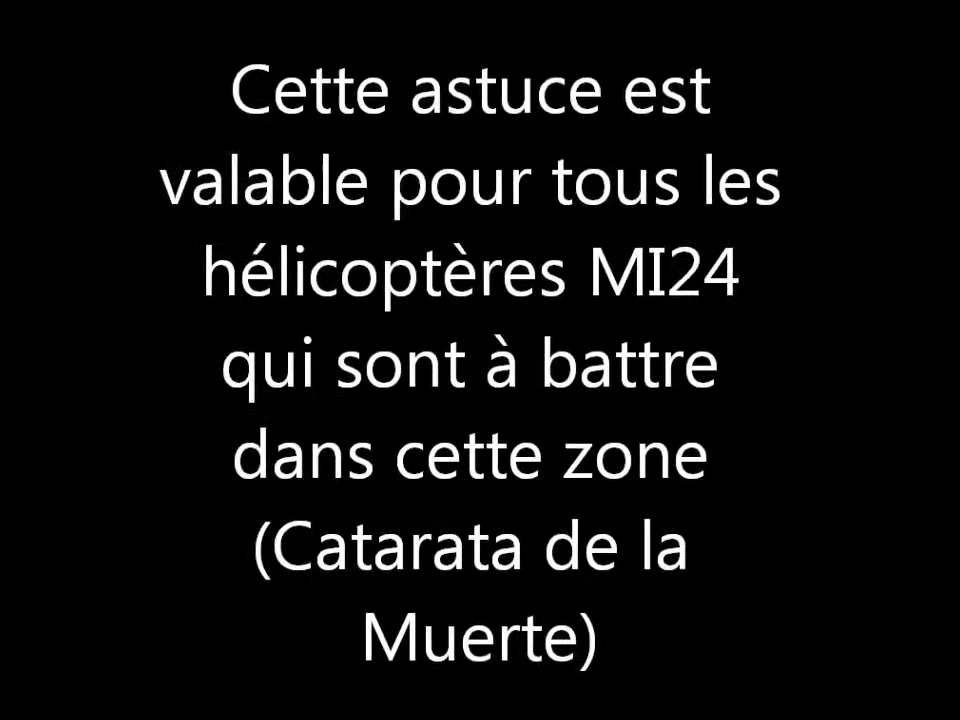 Cette astuce est
valable pour tous les
hélicoptères MI24
qui sont à battre
dans cette zone
(Catarata de la
Muerte)